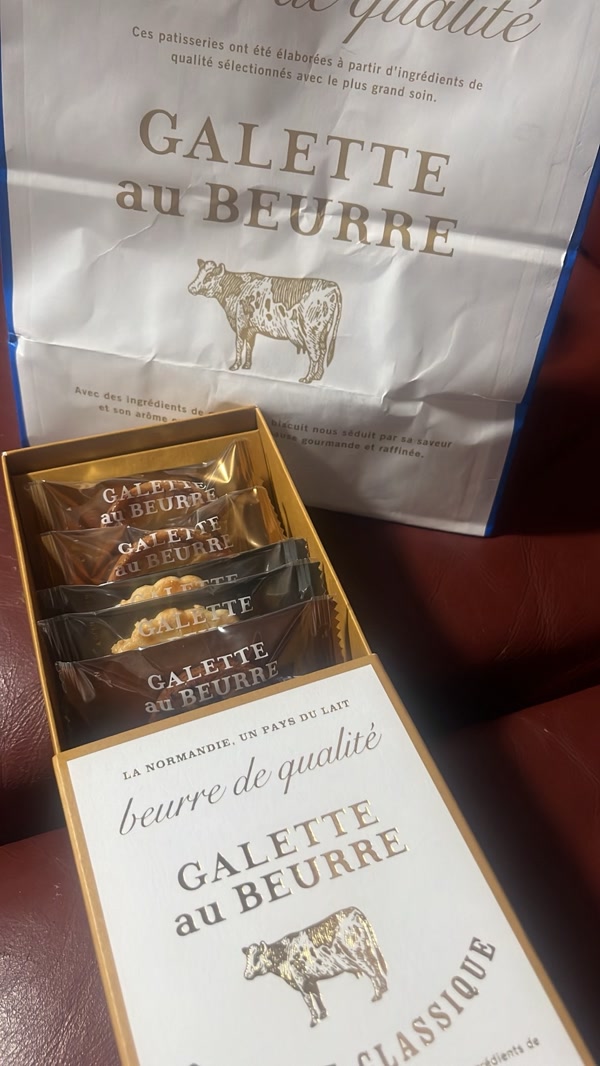 de qualité
Ces patisseries ont été élaborées à partir d'ingrédients de
qualité sélectionnés avec le plus grand soin.
GALETTE
au BEURRE
Avec des ingrédients de
biscuit nous séduit par sa saveur
et son arôme
gourmande et raffinée.
GALETTE
au BEURRE
GALETTE
au BEURRE
GALETTE
GALETTE
au BEURRE
LA NORMANDIE, UN PAYS DU LAIT
beurre de qualité
GALETTE
au BEURRE
CLASSIQUE